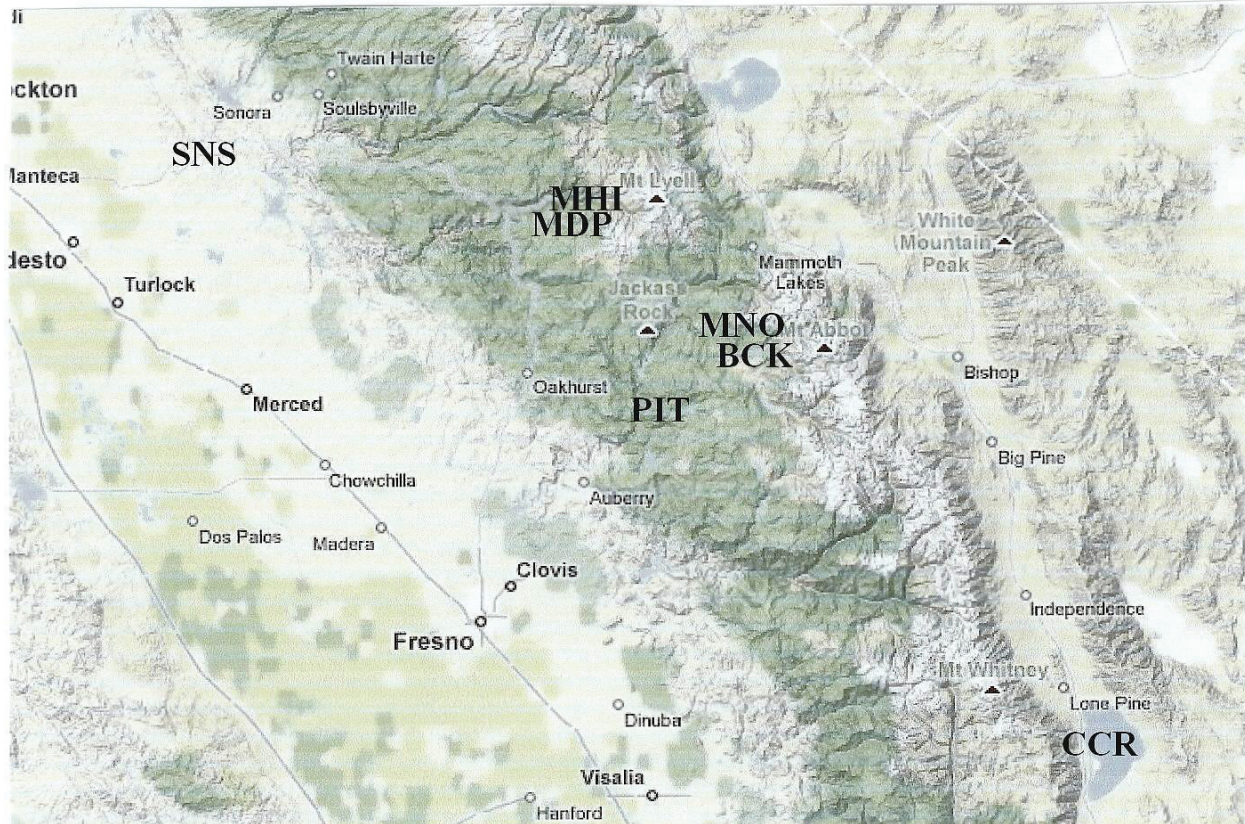 di
ockton
Twain Harte
Sonora
Soulsbyville
SNS
Manteca
MHI
Mt Lyell
MDP
desto
White
Mountain
Peak
Mammoth
Lakes
Turlock
Jackass
Rock
MNO
Mt Abbot
BCK
Bishop
Oakhurst
Merced
PIT
Big Pine
Chowchilla
Auberry
Dos Palos
Madera
Clovis
Independence
Fresno
Mt Whitney
Lone Pine
Dinuba
CCR
Visalia
Hanford